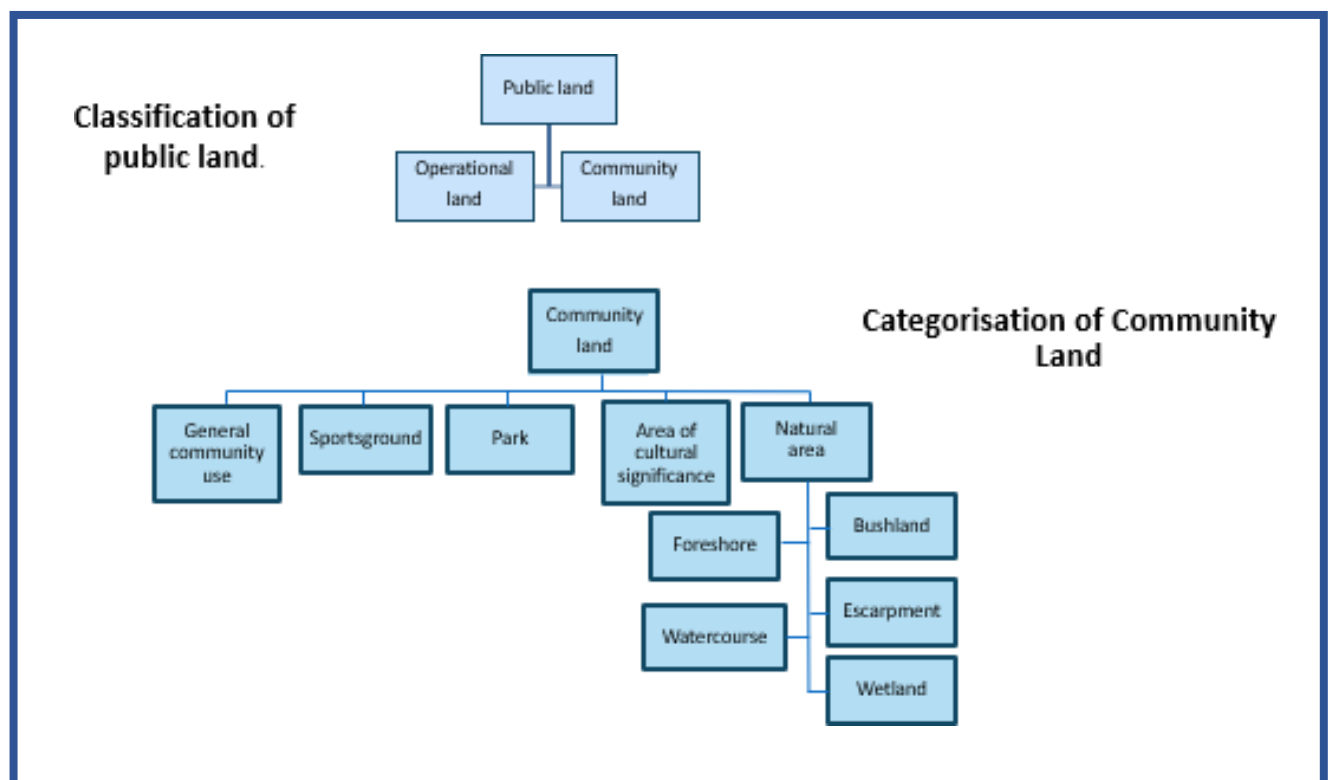 Classification of
public land.
Public land
Operational
land
Community
land
Categorisation of Community
Land
Community
land
General
community
use
Sportsground
Park
Area of
cultural
significance
Natural
area
Bushland
Foreshore
Escarpment
Watercourse
Wetland